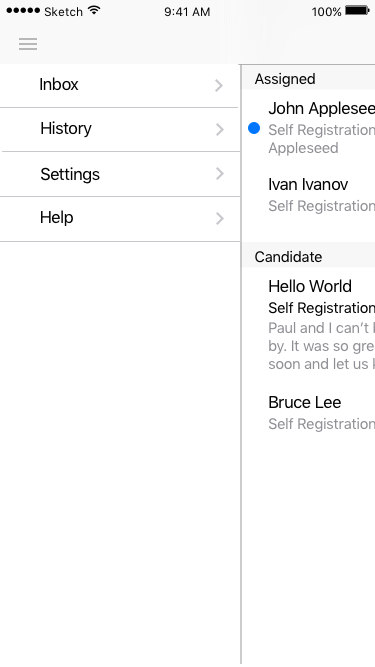 Sketch 9:41 AM 100%
Inbox
History
Settings
Help
Assigned
John Applesee
Self Registration
Appleseed
Ivan Ivanov
Self Registration
Candidate
Hello World
Self Registration
Paul and I can't
by. It was so gre
soon and let us
Bruce Lee
Self Registration